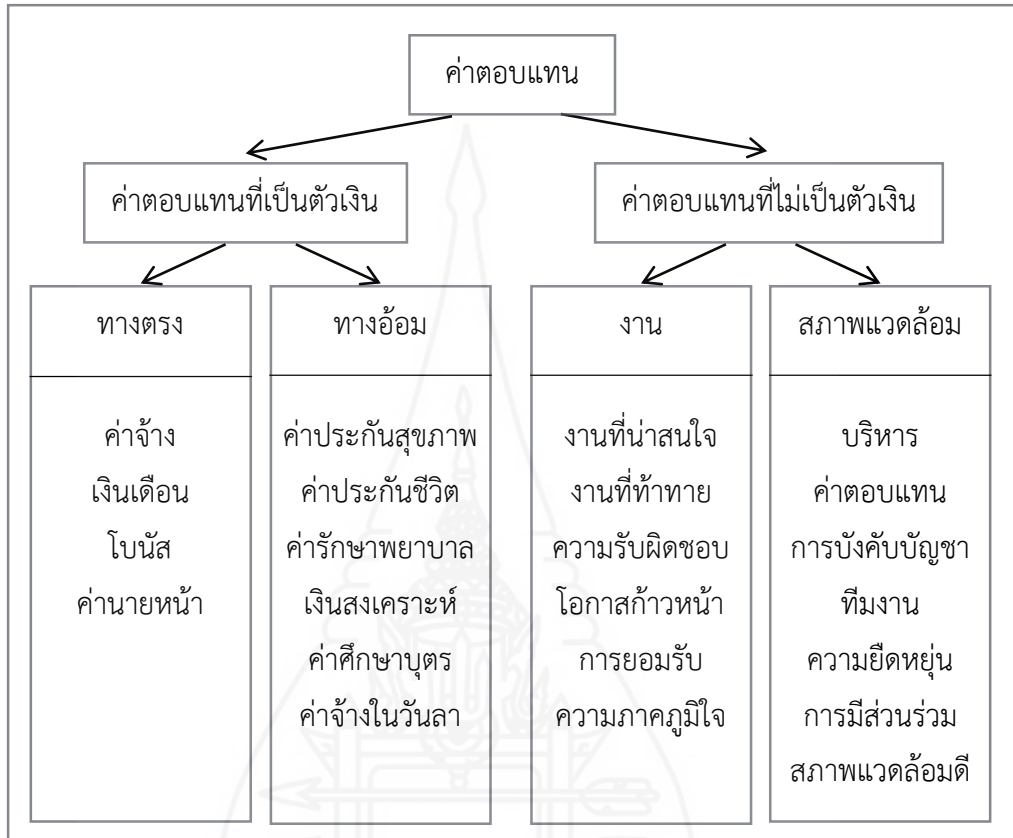 ค่าตอบแทน
ค่าตอบแทนที่เป็นตัวเงิน
ค่าตอบแทนที่ไม่เป็นตัวเงิน
ทางตรง
ค่าจ้าง
เงินเดือน
โบนัส
ค่านายหน้า
ทางอ้อม
ค่าประกันสุขภาพ
ค่าประกันชีวิต
ค่ารักษาพยาบาล
เงินสงเคราะห์
ค่าศึกษาบุตร
ค่าจ้างในวันลา
งาน
งานที่น่าสนใจ
งานที่ท้าทาย
ความรับผิดชอบ
โอกาสก้าวหน้า
การยอมรับ
ความภาคภูมิใจ
สภาพแวดล้อม
บริหาร
ค่าตอบแทน
การบังคับบัญชา
ทีมงาน
ความยืดหยุ่น
การมีส่วนร่วม
สภาพแวดล้อมดี